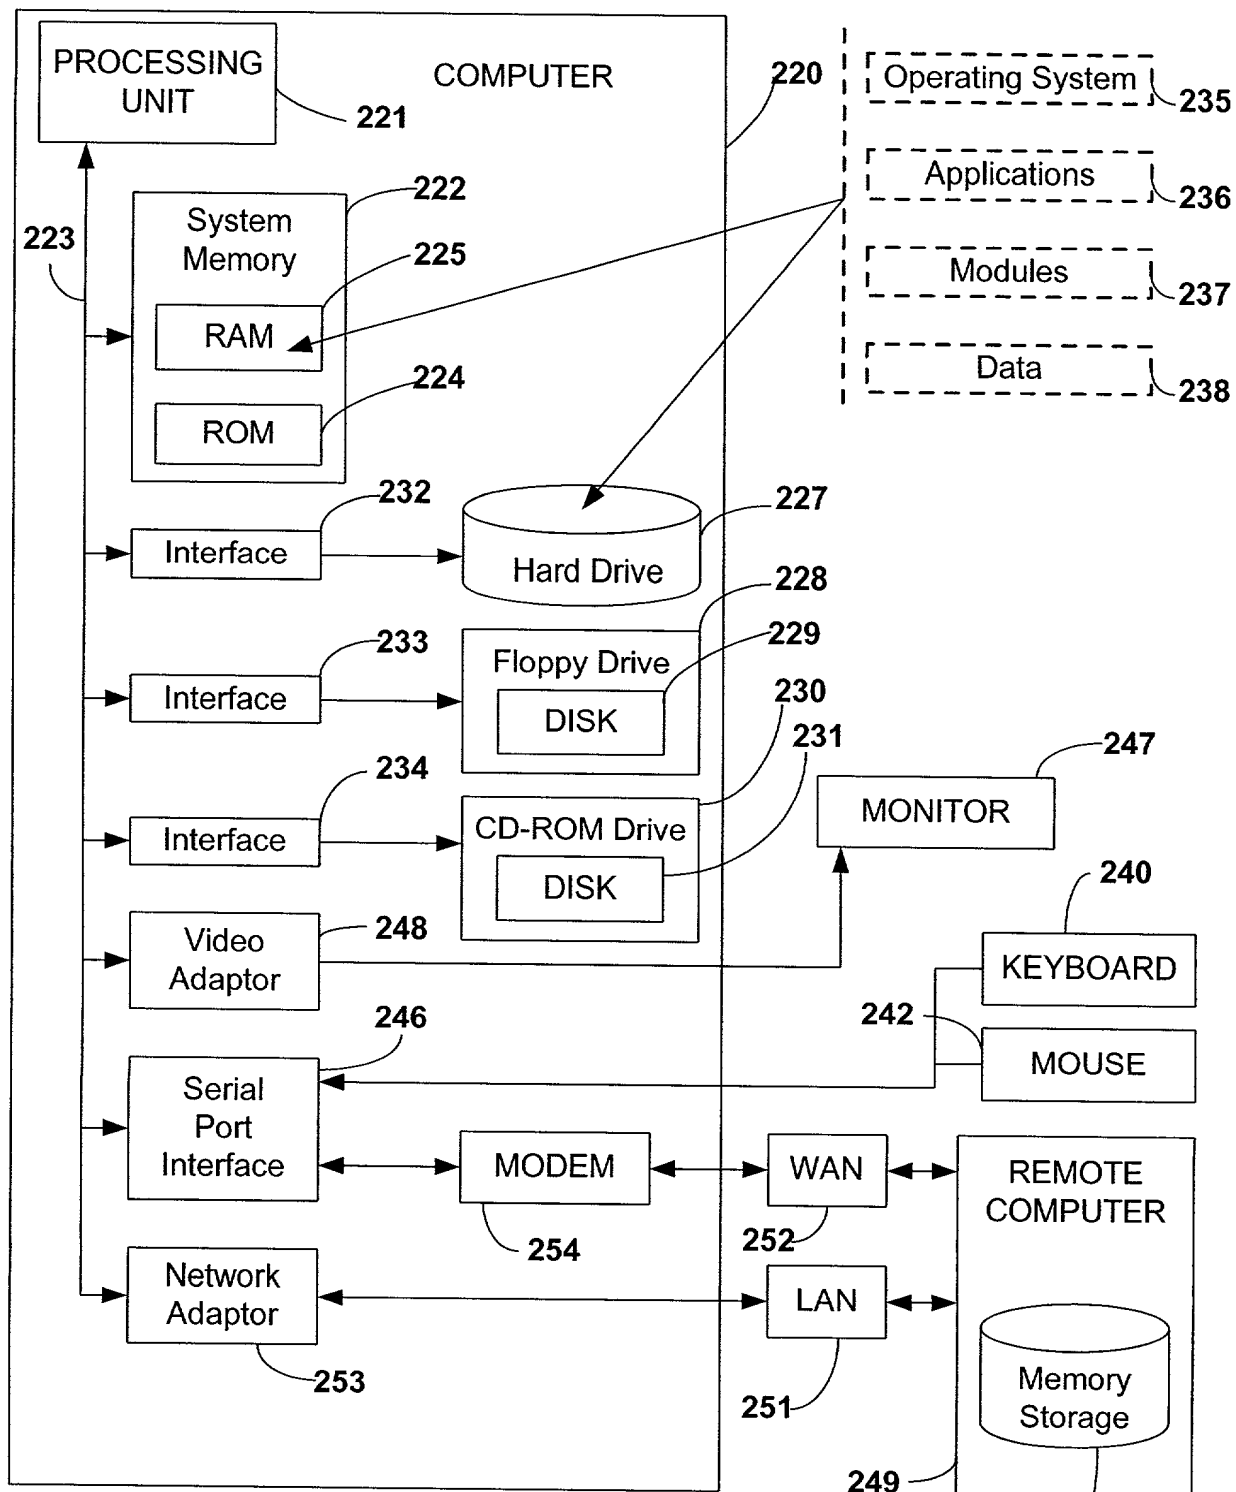 PROCESSING
UNIT
COMPUTER
221
220
Operating System
235
Applications
236
Modules
237
Data
238
223
222
System
Memory
225
RAM
224
ROM
232
Interface
227
Hard Drive
228
233
Interface
Floppy Drive
229
DISK
230
231
234
Interface
CD-ROM Drive
DISK
247
MONITOR
248
Video
Adaptor
240
KEYBOARD
242
MOUSE
246
Serial
Port
Interface
MODEM
254
WAN
252
REMOTE
COMPUTER
Network
Adaptor
253
LAN
251
Memory
Storage
249